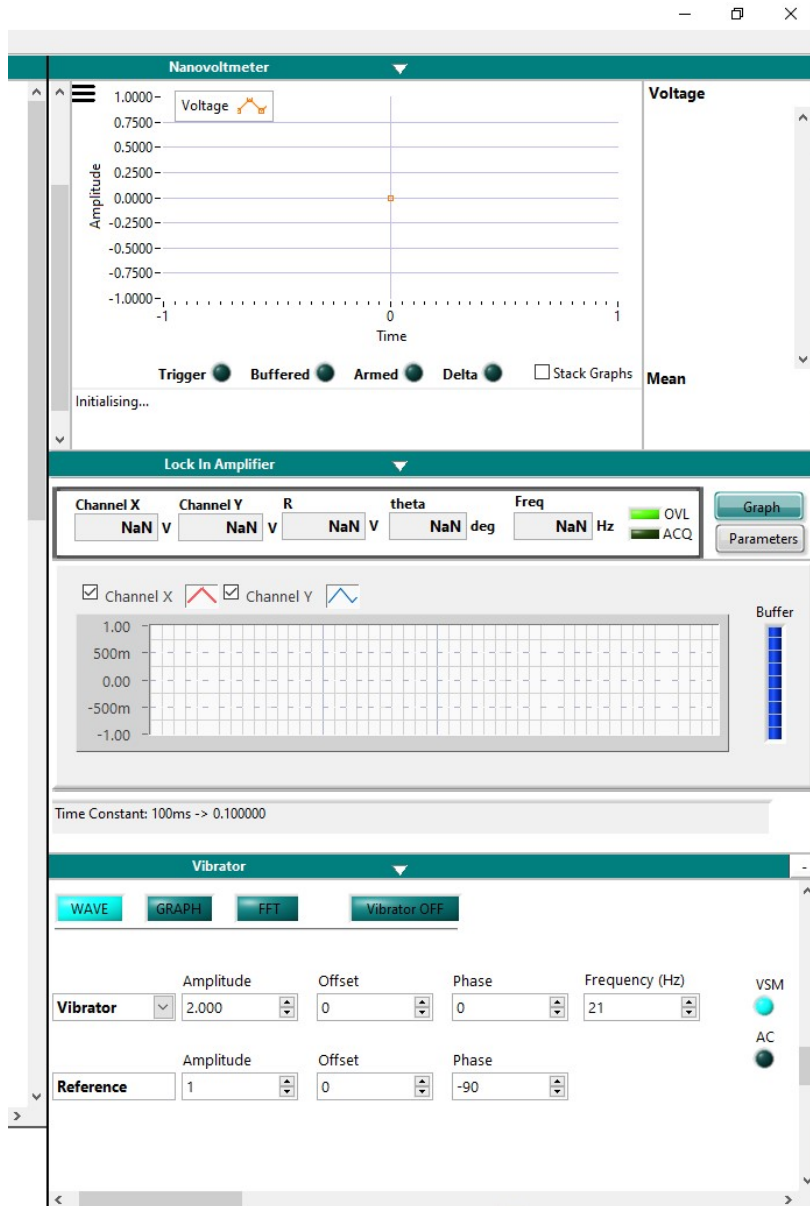 Nanovoltmeter
Voltage
1.0000
0.7500
0.5000
0.2500
0.0000
-0.2500
-0.5000
-0.7500
-1.0000
Amplitude
-1 0 1
Time
Voltage
Trigger Buffered Armed Delta Stack Graphs
Mean
Initialising...
Lock In Amplifier
Channel X Channel Y R theta Freq
NaN V NaN V NaN V NaN deg NaN Hz
OVL
ACQ
Graph
Parameters
Channel X Channel Y
Buffer
1.00
500m
0.00
-500m
-1.00
Time Constant: 100ms -> 0.100000
Vibrator
-
WAVE GRAPH FFT Vibrator OFF
Amplitude Offset Phase Frequency (Hz)
Vibrator 2.000 0 0 21
VSM
AC
Amplitude Offset Phase
Reference 1 0 -90